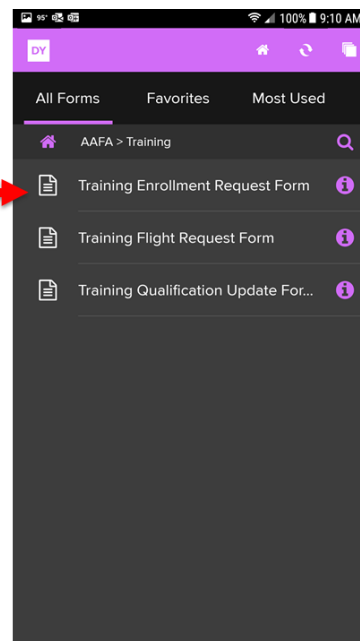 95° 100% 9:10 AM
DY
All Forms Favorites Most Used
AAFA > Training
Training Enrollment Request Form
Training Flight Request Form
Training Qualification Update For...